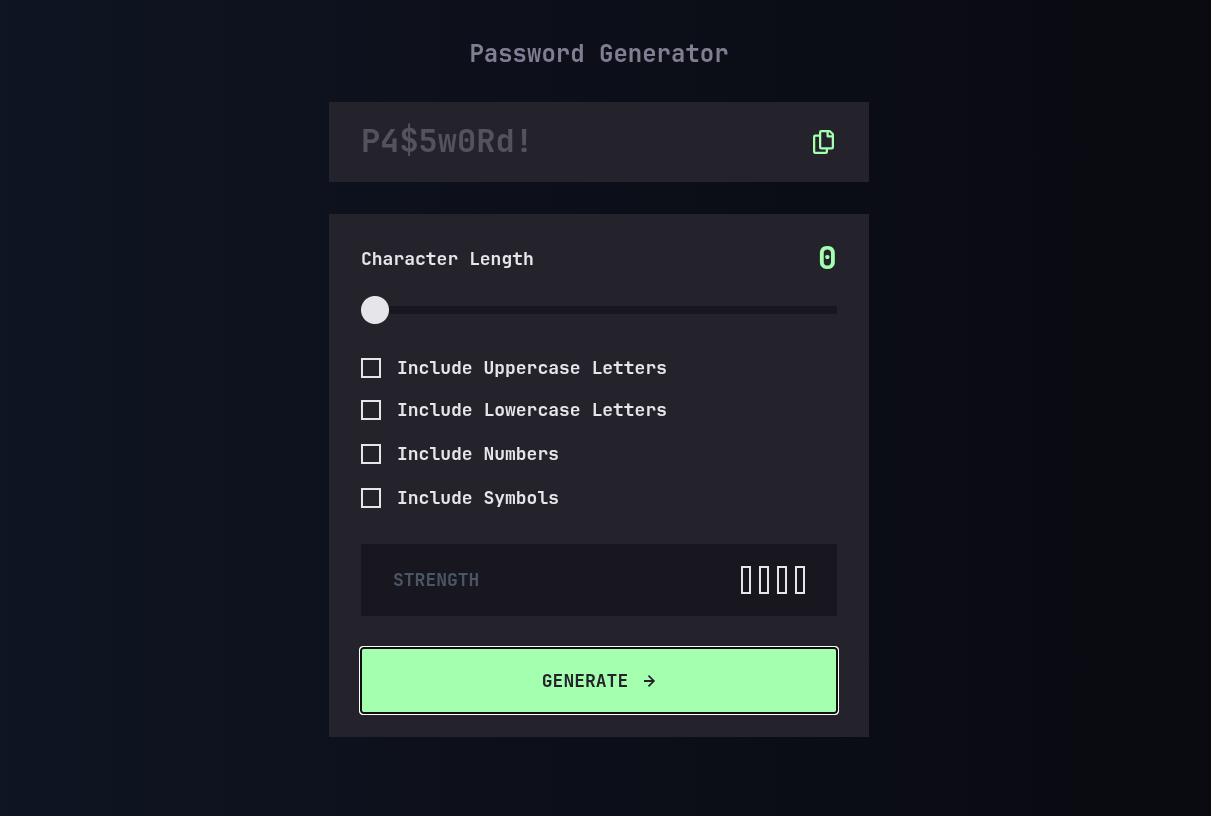 Password Generator
P4$5w0Rd!
Character Length 0
Include Uppercase Letters
Include Lowercase Letters
Include Numbers
Include Symbols
STRENGTH
GENERATE →